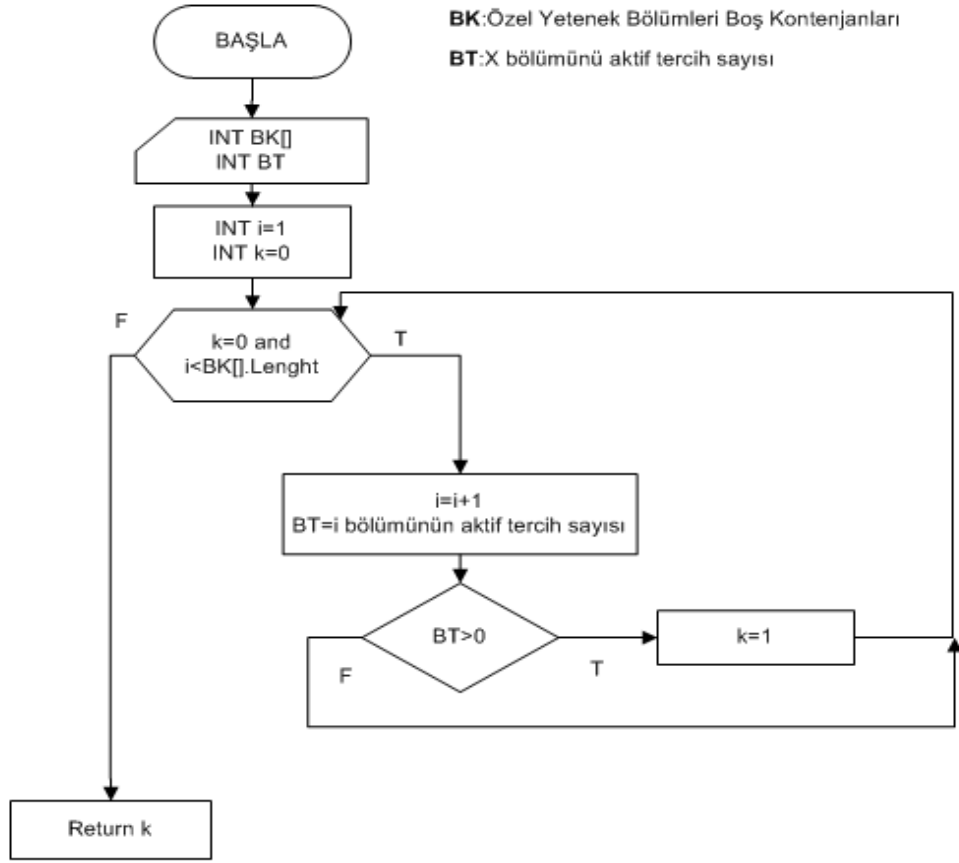 BAŞLA
BK:Özel Yetenek Bölümleri Boş Kontenjanları
BT:X bölümünü aktif tercih sayısı
INT BK[]
INT BT
INT i=1
INT k=0
F
k=0 and
i<BK[].Lenght
T
i=i+1
BT=i bölümünün aktif tercih sayısı
BT>0
k=1
F
T
Return k